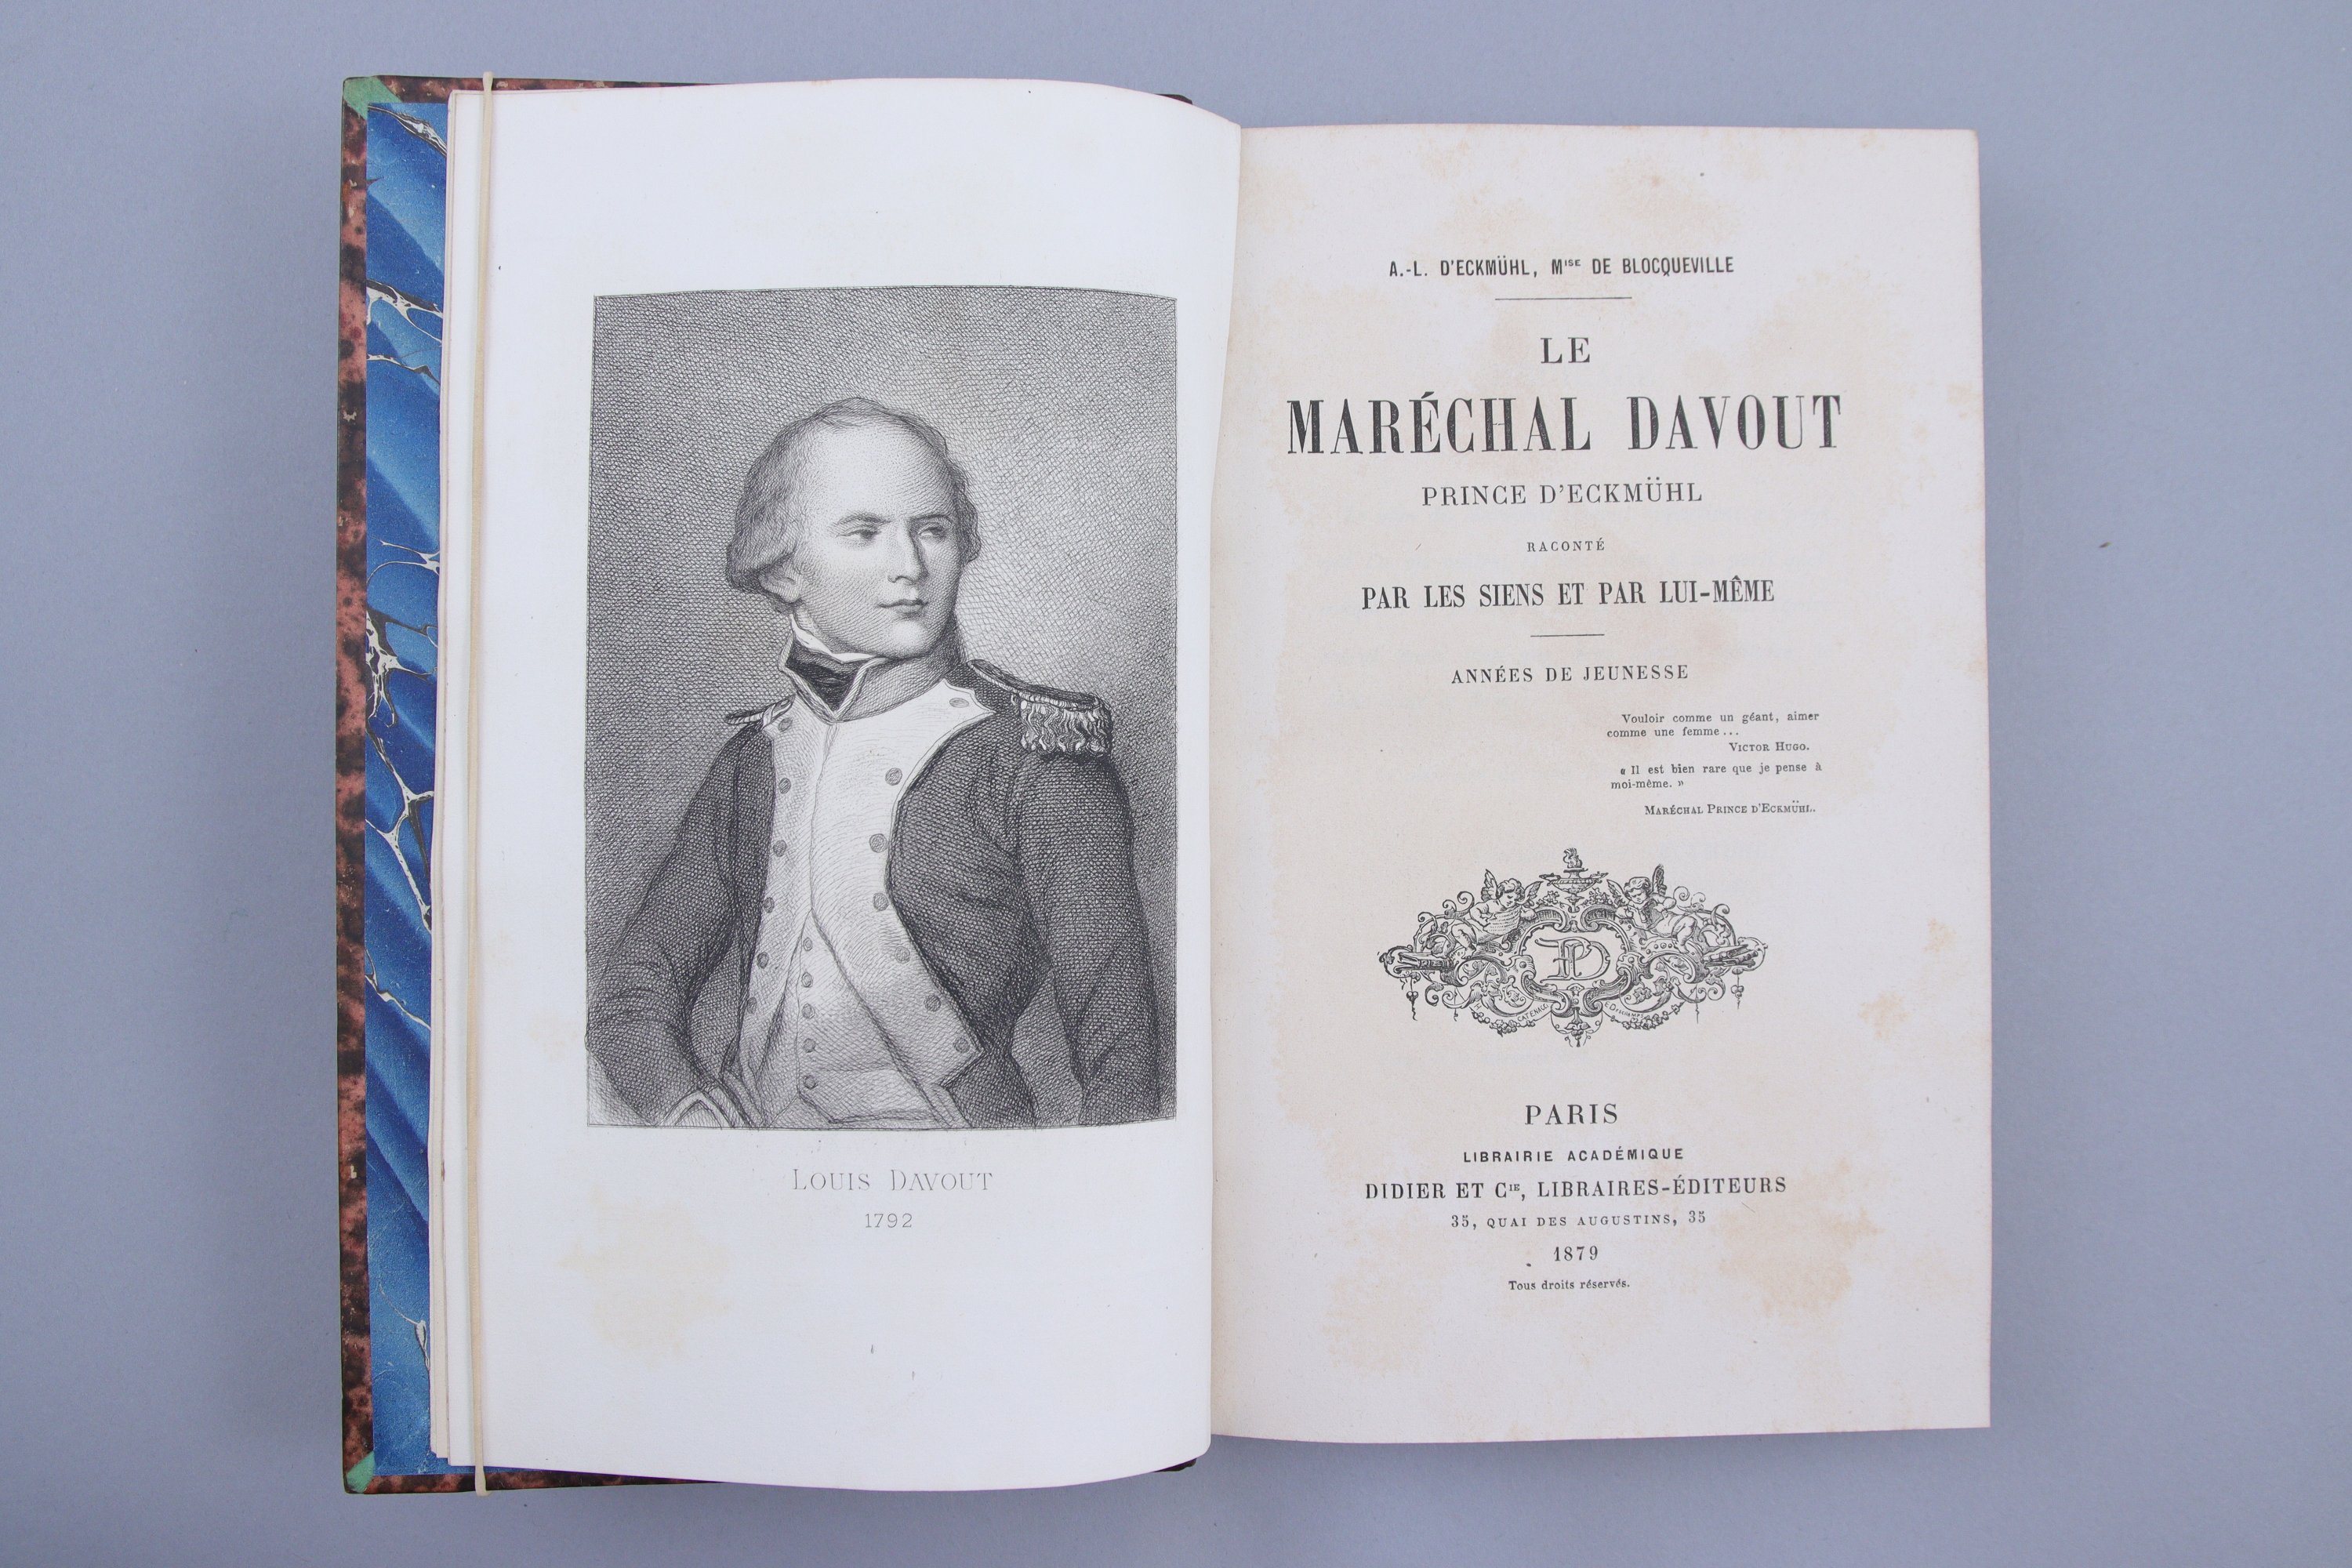 LOUIS DAVOUT
1792
A.-L. D'ECKMÜHL, MISE DE BLOCQUEVILLE
LE
MARÉCHAL DAVOUT
PRINCE D'ECKMÜHL
RACONTÉ
PAR LES SIENS ET PAR LUI-MÊME
ANNÉES DE JEUNESSE
Vouloir comme un géant, aimer
comme une femme...
VICTOR HUGO.
« Il est bien rare que je pense à
moi-même. »
MARÉCHAL PRINCE D'ECKMÜHL.
PARIS
LIBRAIRIE ACADÉMIQUE
DIDIER ET CIE, LIBRAIRES-ÉDITEURS
35, QUAI DES AUGUSTINS, 35
1879
Tous droits réservés.